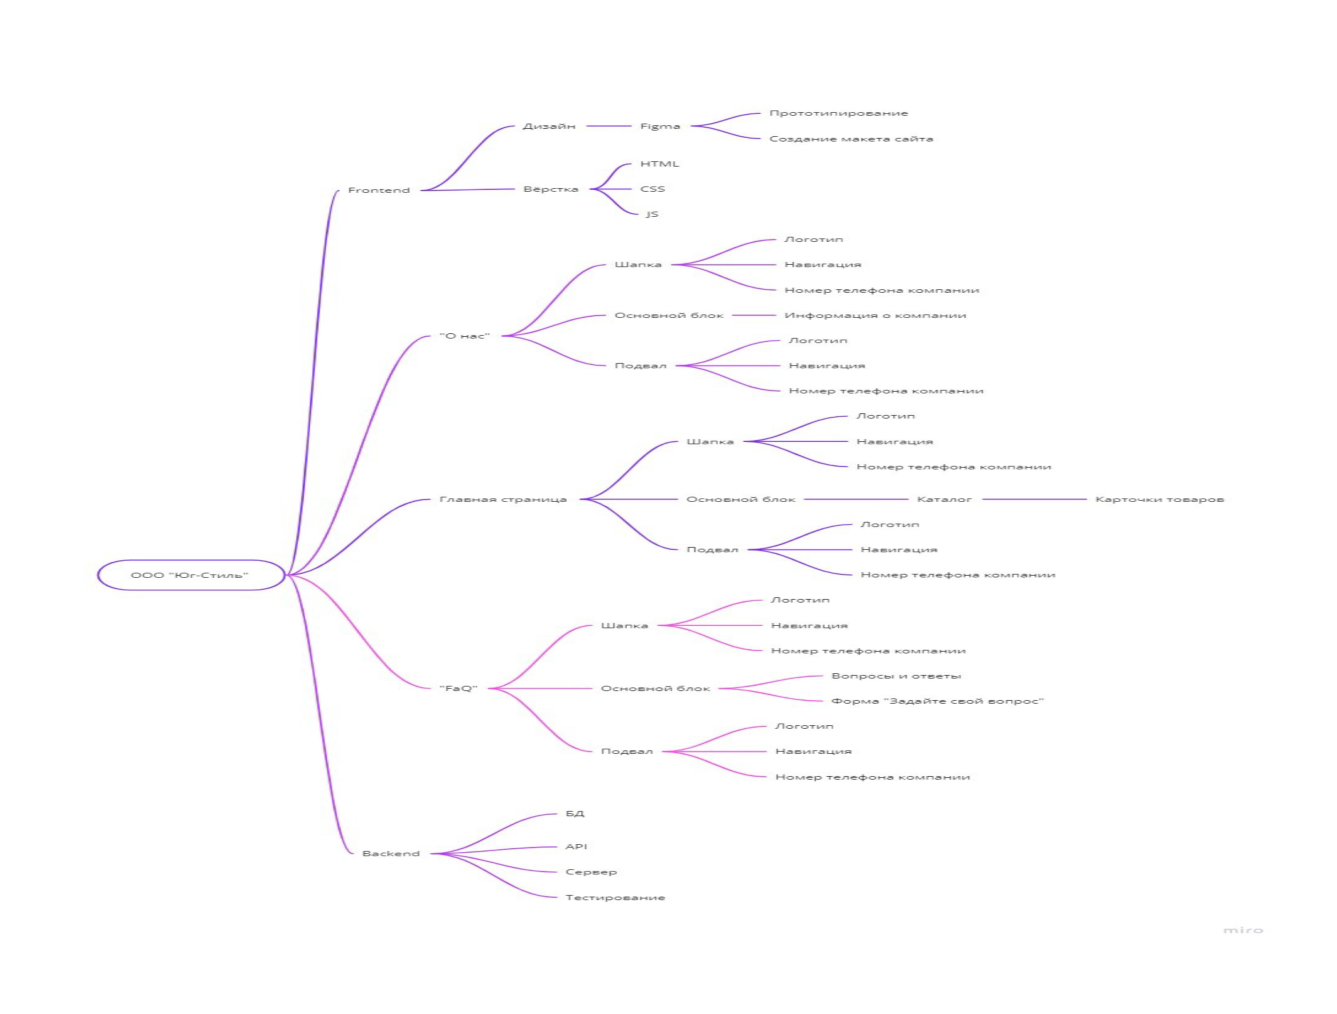 Прототипирование
Дизайн
Figma
Создание макета сайта
HTML
Frontend
Вёрстка
CSS
JS
Логотип
Шапка
Навигация
Номер телефона компании
"О нас"
Основной блок
Информация о компании
Логотип
Подвал
Навигация
Номер телефона компании
Логотип
Шапка
Навигация
Номер телефона компании
Главная страница
Основной блок
Каталог
Карточки товаров
Логотип
Подвал
Навигация
Номер телефона компании
ООО "Юг-Стиль"
Логотип
Шапка
Навигация
Номер телефона компании
"FaQ"
Основной блок
Вопросы и ответы
Форма "Задайте свой вопрос"
Логотип
Подвал
Навигация
Номер телефона компании
БД
Backend
API
Сервер
Тестирование
miro